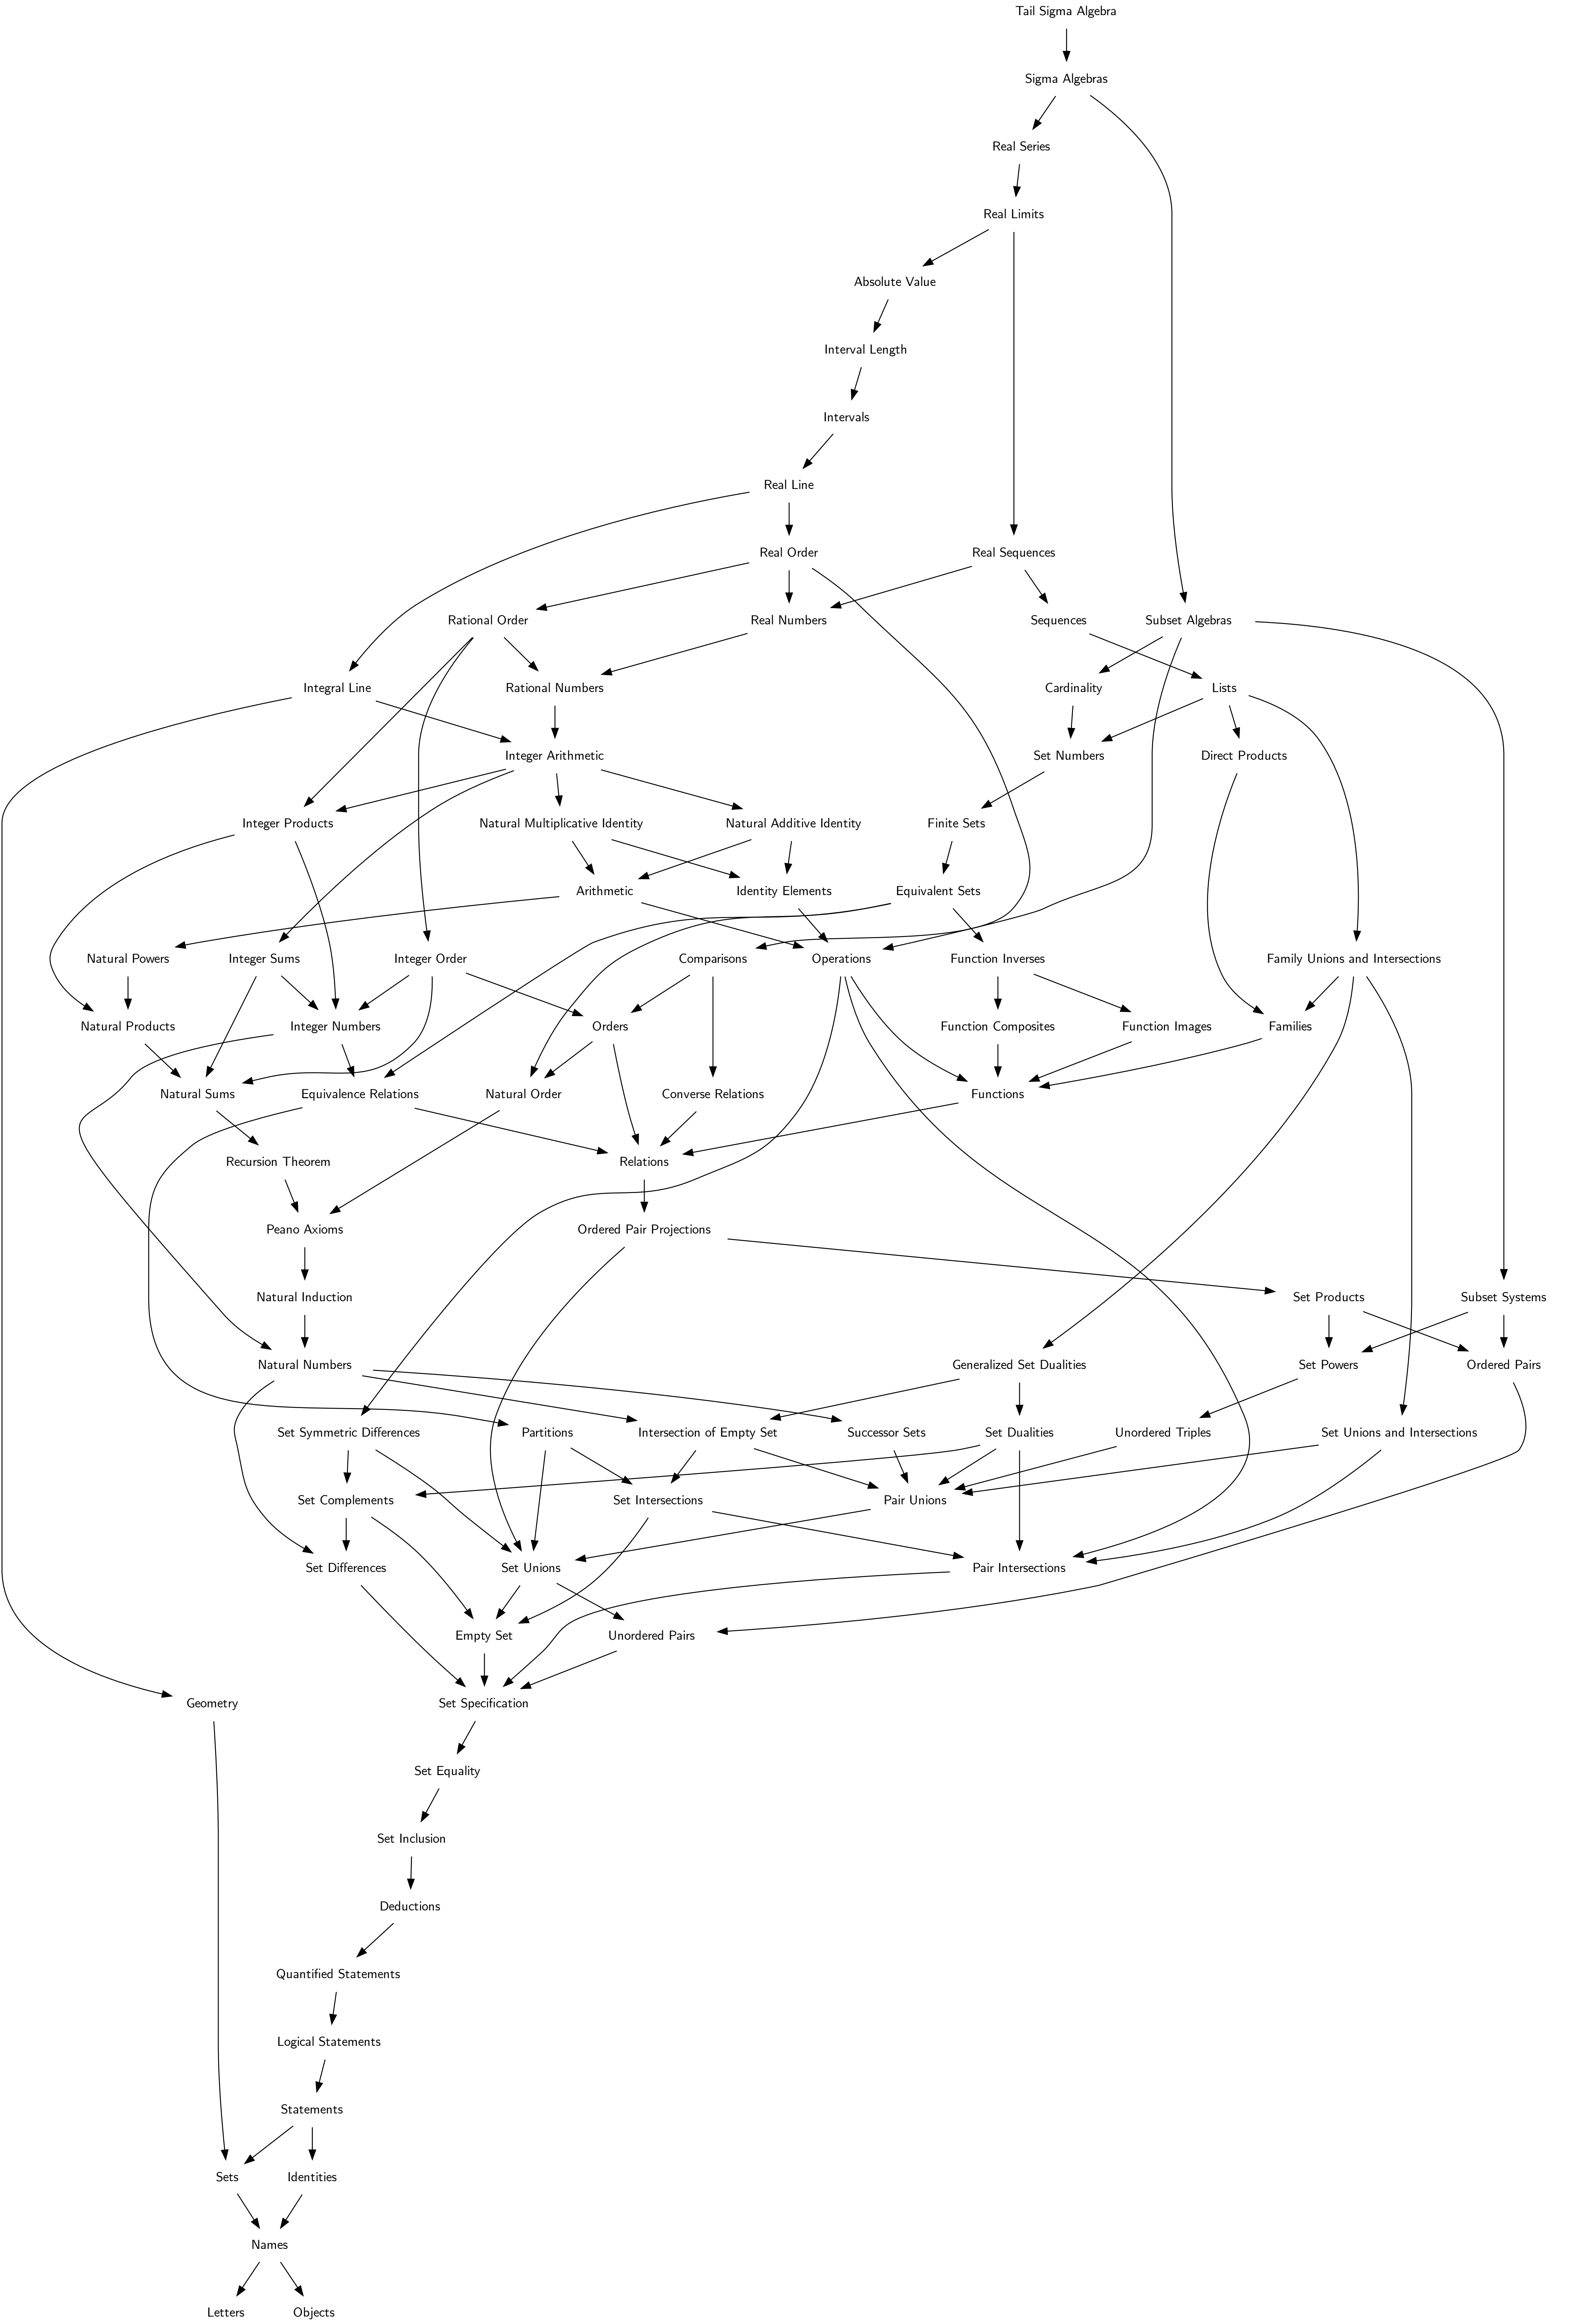 Tail Sigma Algebra
Sigma Algebras
Real Series
Real Limits
Absolute Value
Interval Length
Intervals
Real Line
Real Order
Real Sequences
Rational Order
Real Numbers
Sequences
Subset Algebras
Integral Line
Rational Numbers
Cardinality
Lists
Integer Arithmetic
Set Numbers
Direct Products
Integer Products
Natural Multiplicative Identity
Natural Additive Identity
Finite Sets
Arithmetic
Identity Elements
Equivalent Sets
Natural Powers
Integer Sums
Integer Order
Comparisons
Operations
Function Inverses
Family Unions and Intersections
Natural Products
Integer Numbers
Orders
Function Composites
Function Images
Families
Natural Sums
Equivalence Relations
Natural Order
Converse Relations
Functions
Recursion Theorem
Relations
Peano Axioms
Ordered Pair Projections
Natural Induction
Set Products
Subset Systems
Natural Numbers
Generalized Set Dualities
Set Powers
Ordered Pairs
Set Symmetric Differences
Partitions
Intersection of Empty Set
Successor Sets
Set Dualities
Unordered Triples
Set Unions and Intersections
Set Complements
Set Intersections
Pair Unions
Set Differences
Set Unions
Pair Intersections
Empty Set
Unordered Pairs
Geometry
Set Specification
Set Equality
Set Inclusion
Deductions
Quantified Statements
Logical Statements
Statements
Sets
Identities
Names
Letters
Objects